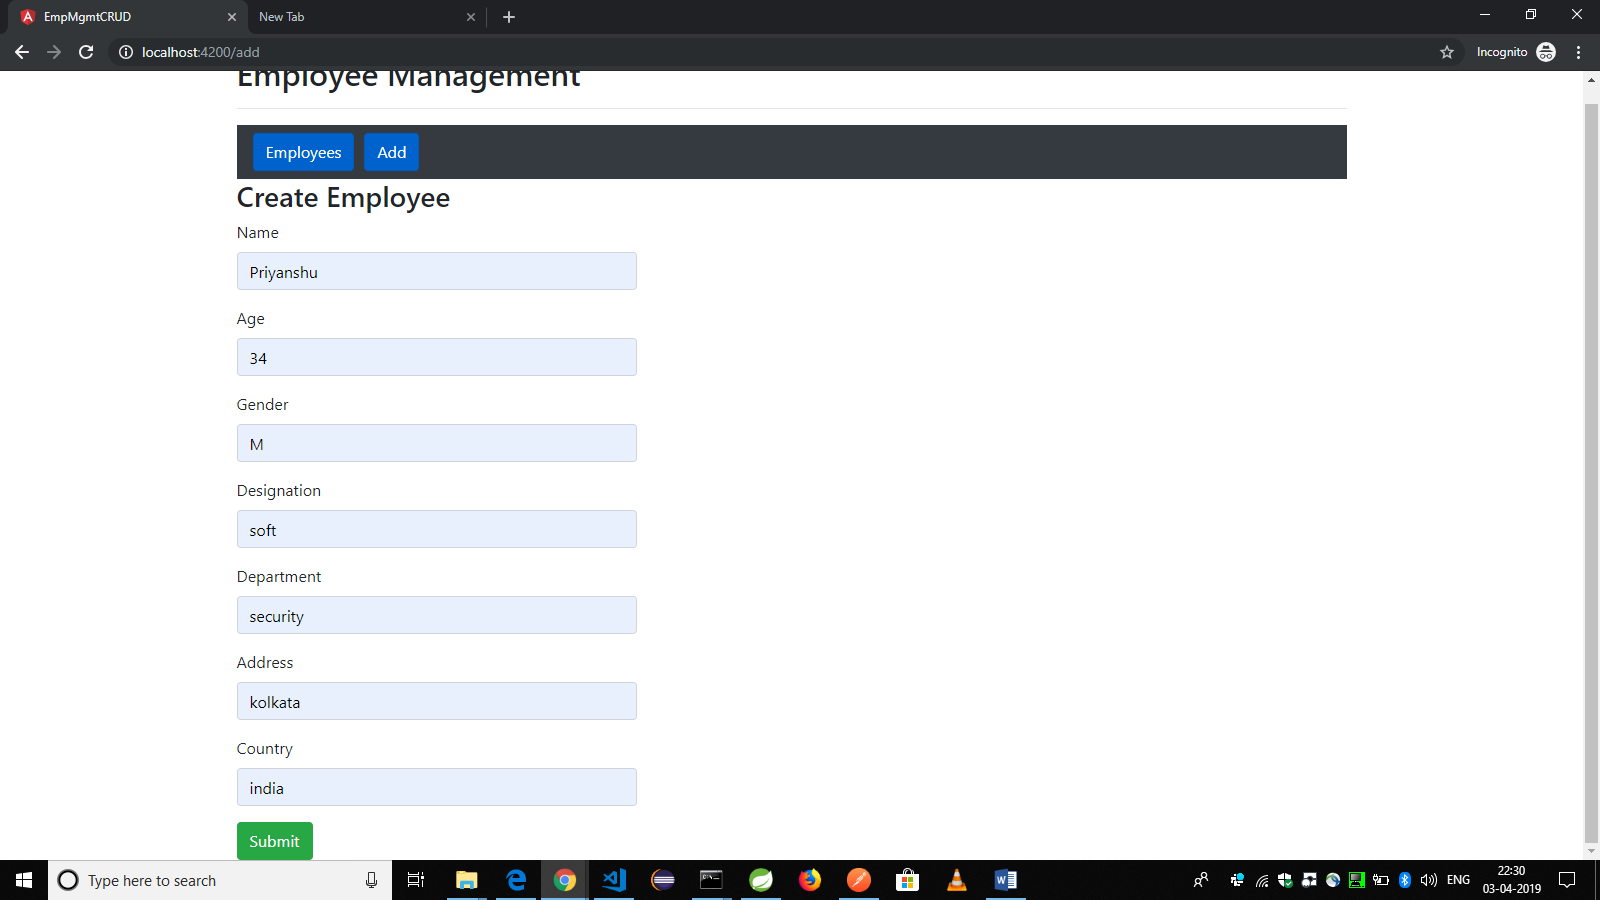 EmpMgmtCRUD
New Tab
localhost:4200/add
Incognito
Employee Management
Employees
Add
Create Employee
Name
Priyanshu
Age
34
Gender
M
Designation
soft
Department
security
Address
kolkata
Country
india
Submit
Type here to search
ENG
22:30
03-04-2019